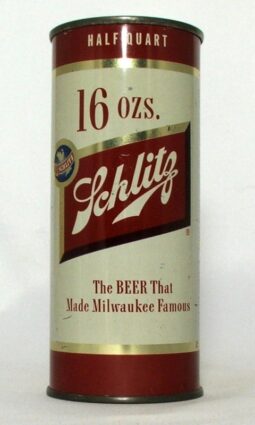 HALF QUART
16 OZS.
Schlitz
The BEER That
Made Milwaukee Famous